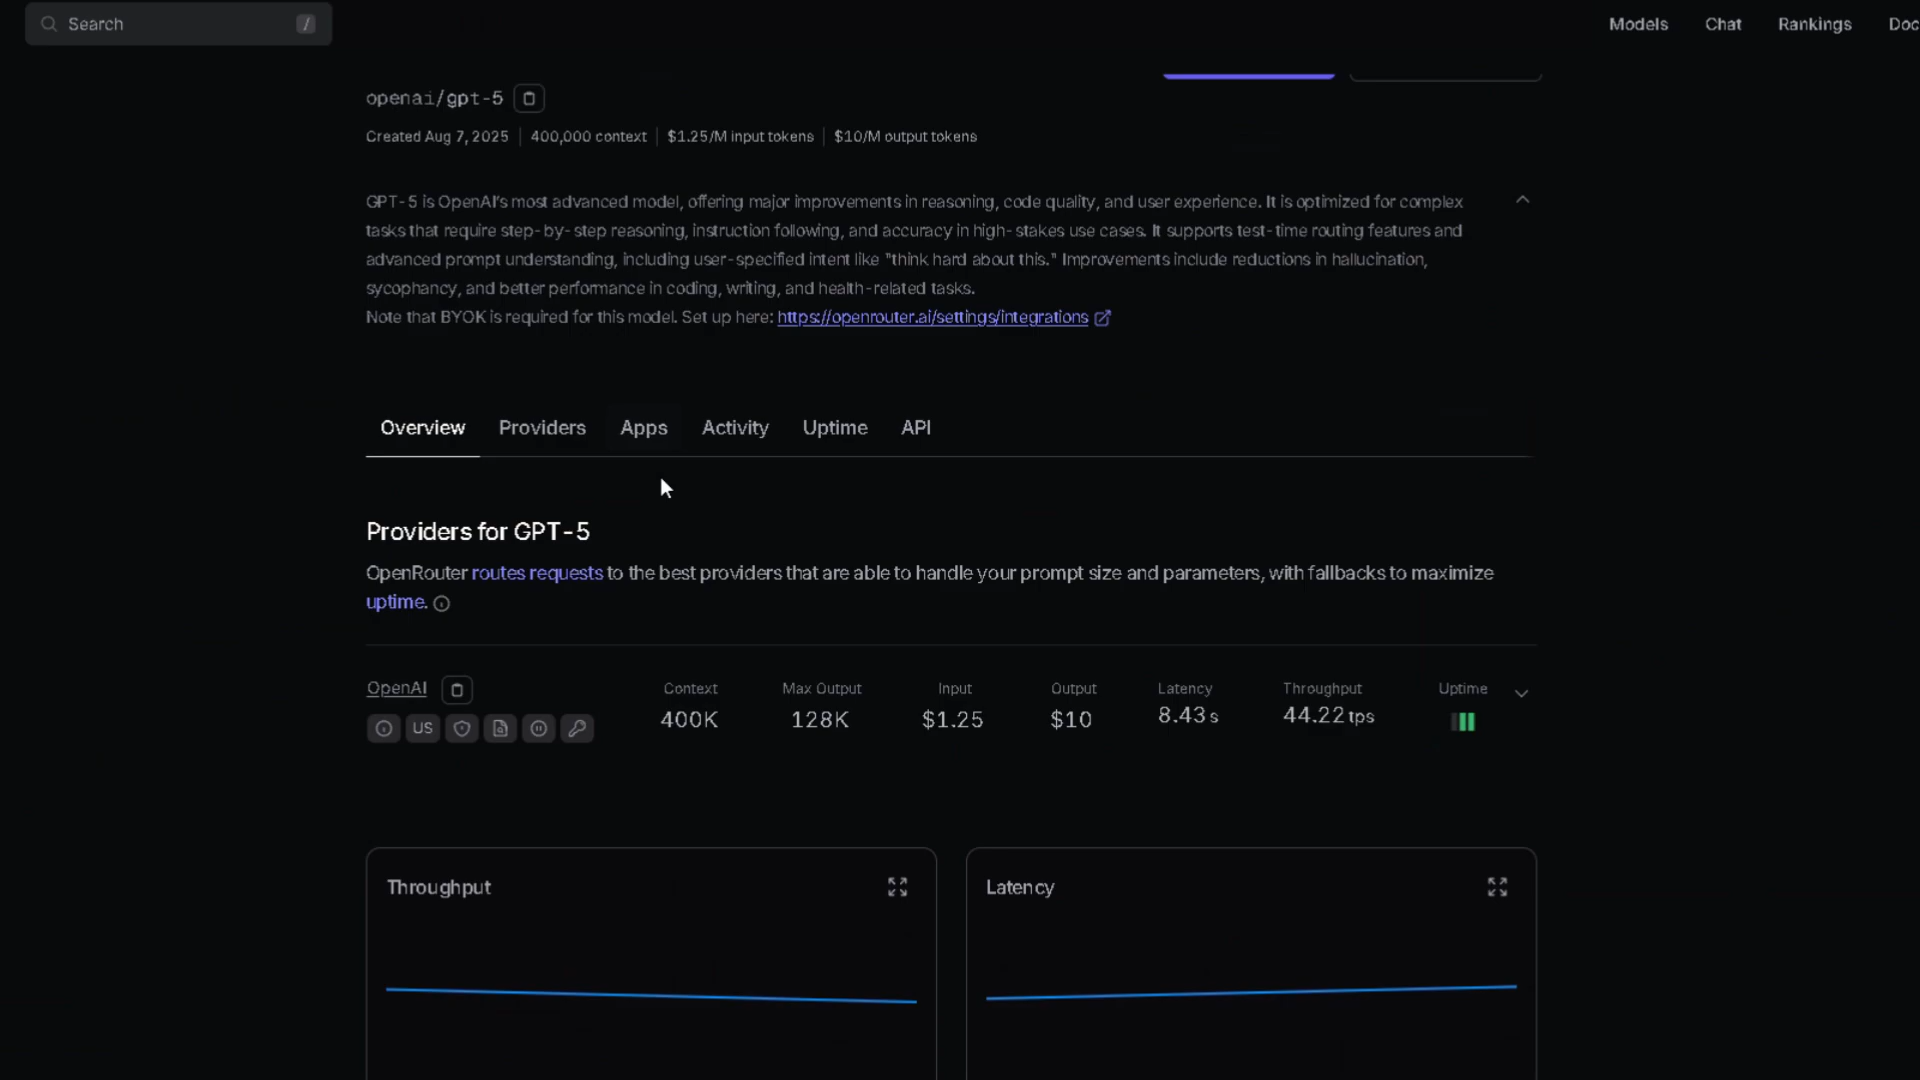 Search /
Models Chat Rankings Doc
openai/gpt-5
Created Aug 7, 2025 400,000 context $1.25/M input tokens $10/M output tokens
GPT-5 is OpenAI's most advanced model, offering major improvements in reasoning, code quality, and user experience. It is optimized for complex
tasks that require step-by-step reasoning, instruction following, and accuracy in high-stakes use cases. It supports test-time routing features and
advanced prompt understanding, including user-specified intent like "think hard about this." Improvements include reductions in hallucination,
sycophancy, and better performance in coding, writing, and health-related tasks.
Note that BYOK is required for this model. Set up here: https://openrouter.ai/settings/integrations
Overview Providers Apps Activity Uptime API
Providers for GPT-5
OpenRouter routes requests to the best providers that are able to handle your prompt size and parameters, with fallbacks to maximize
uptime.
OpenAI Context Max Output Input Output Latency Throughput Uptime
US 400K 128K $1.25 $10 8.43s 44.22tps
Throughput Latency